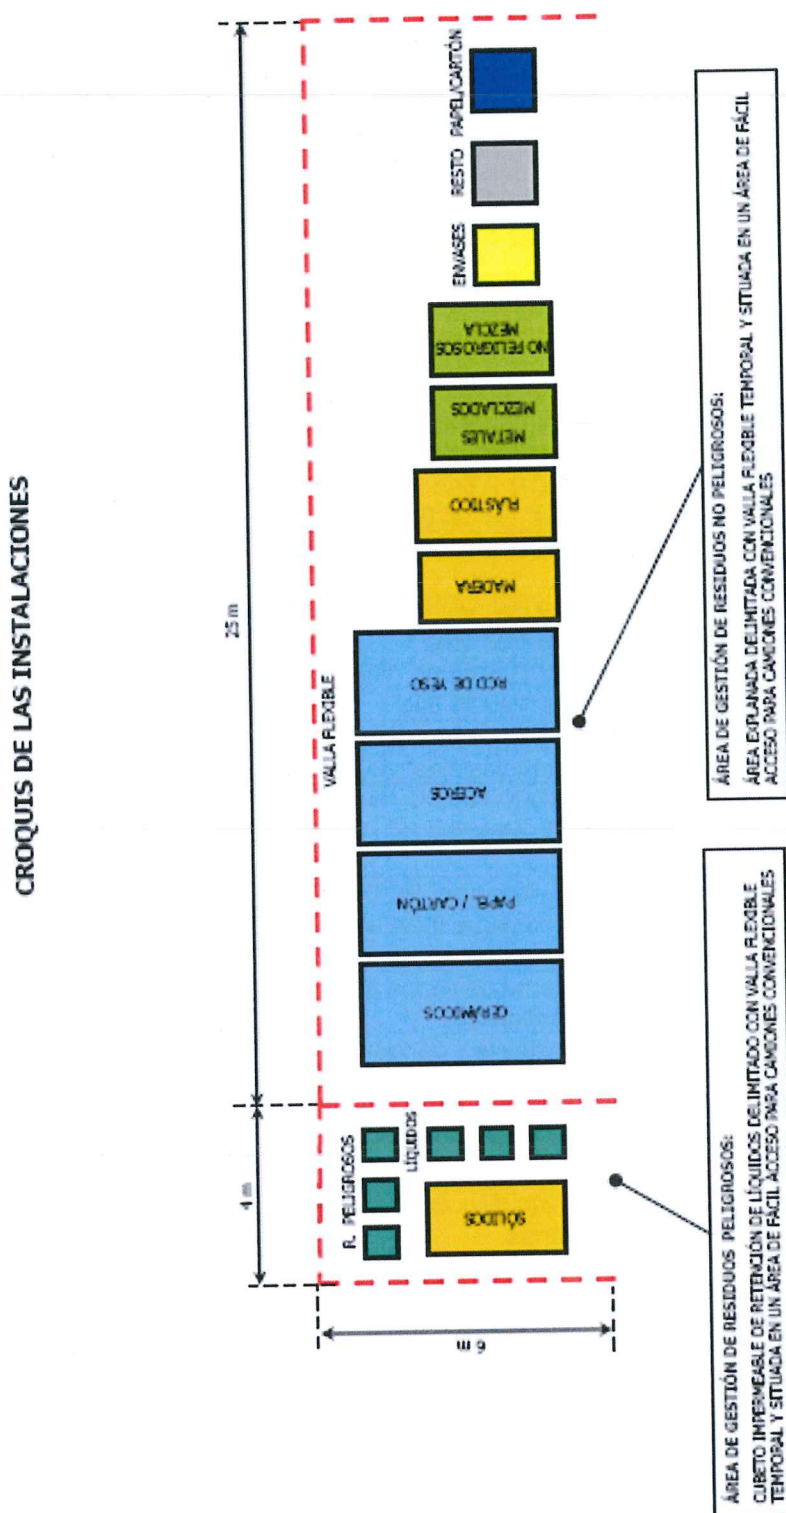 CROQUIS DE LAS INSTALACIONES
4 m
25 m
6 m
VALLA FLEXIBLE
R. PELIGROSOS
LÍQUIDOS
SÓLIDOS
CERÁMICOS
PAPEL / CARTÓN
ACEROS
RCD DE YESO
MADERA
PLÁSTICO
METALES
MEZCLADOS
NO PELIGROSOS
MEZCLA
ENVASES
RESTO
PAPEL/CARTÓN
ÁREA DE GESTIÓN DE RESIDUOS PELIGROSOS:
CUBETO IMPERMEABLE DE RETENCIÓN DE LÍQUIDOS DELIMITADO CON VALLA FLEXIBLE
TEMPORAL Y SITUADA EN UN ÁREA DE FÁCIL ACCESO PARA CAMIONES CONVENCIONALES
ÁREA DE GESTIÓN DE RESIDUOS NO PELIGROSOS:
ÁREA EXPLANADA DELIMITADA CON VALLA FLEXIBLE TEMPORAL Y SITUADA EN UN ÁREA DE FÁCIL
ACCESO PARA CAMIONES CONVENCIONALES